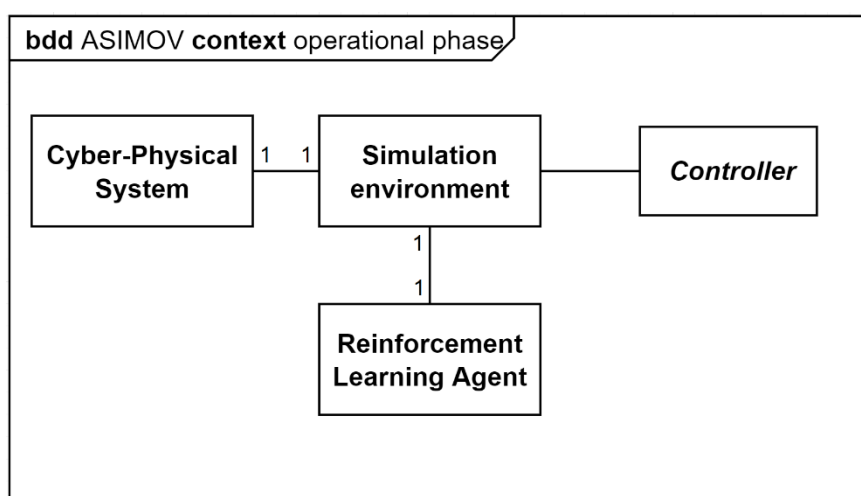 bdd ASIMOV context operational phase
Cyber-Physical
System
1
1
Simulation
environment
Controller
1
1
Reinforcement
Learning Agent